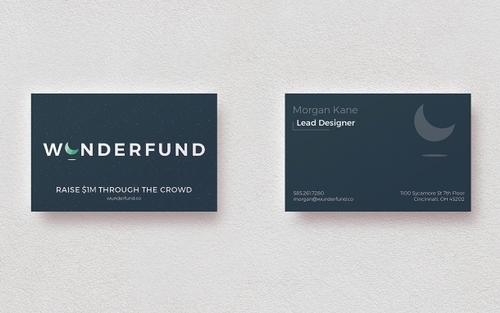 WUNDERFUND
RAISE $1M THROUGH THE CROWD
wunderfund.co
Morgan Kane
Lead Designer
585.261.7280
morgan@wunderfund.co
1100 Sycamore St 7th Floor
Cincinnati, OH 45202